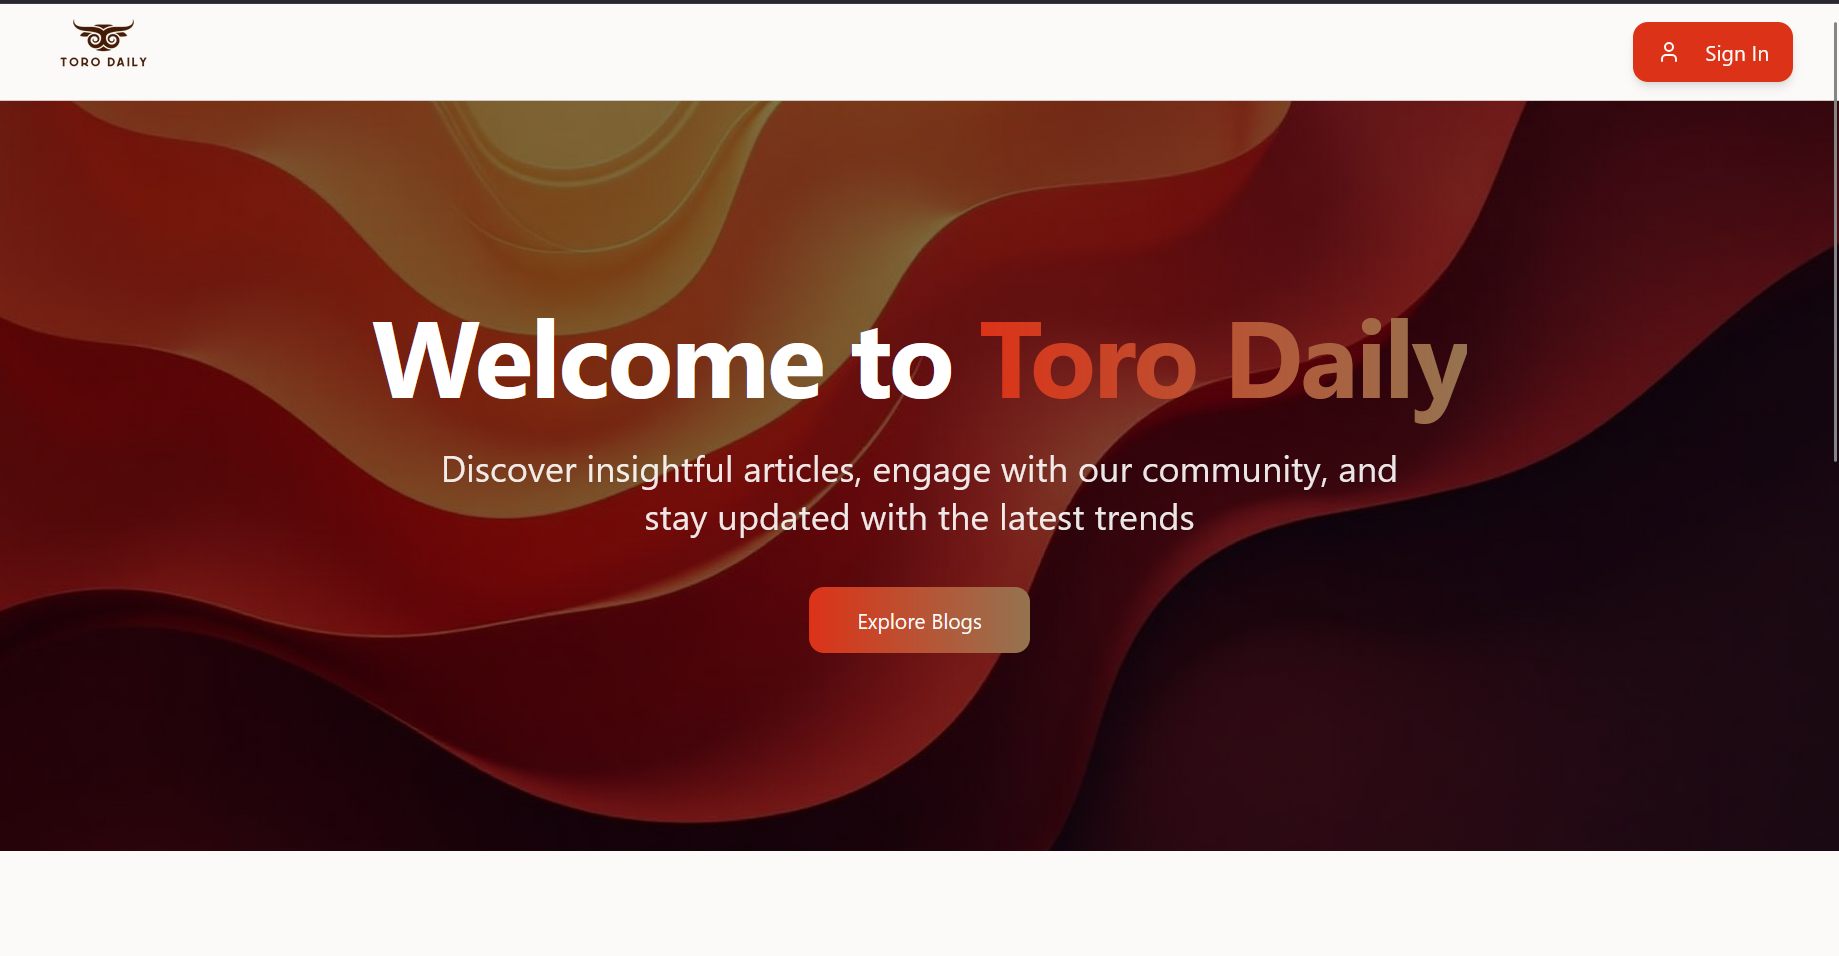 TORO DAILY
Sign In
Welcome to Toro Daily
Discover insightful articles, engage with our community, and
stay updated with the latest trends
Explore Blogs